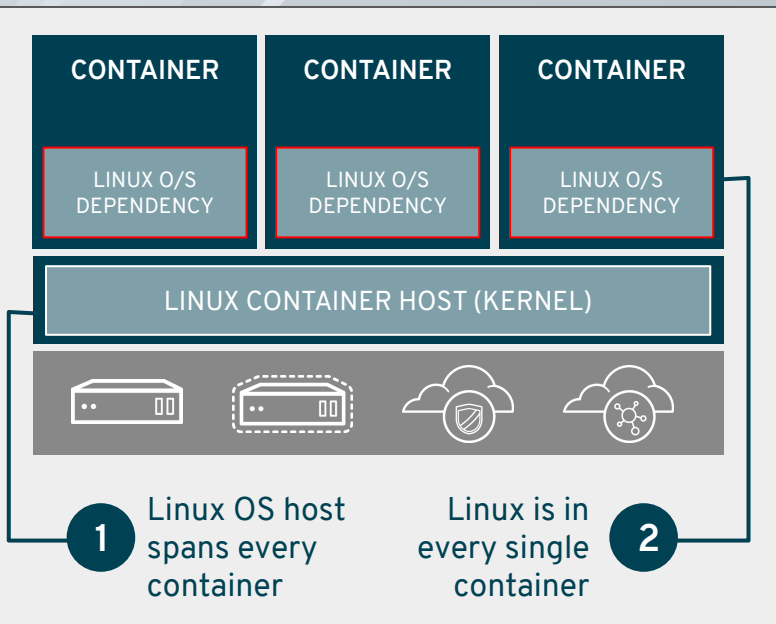 CONTAINER
CONTAINER
CONTAINER
LINUX O/S
DEPENDENCY
LINUX O/S
DEPENDENCY
LINUX O/S
DEPENDENCY
LINUX CONTAINER HOST (KERNEL)
1
Linux OS host
spans every
container
Linux is in
every single
container
2